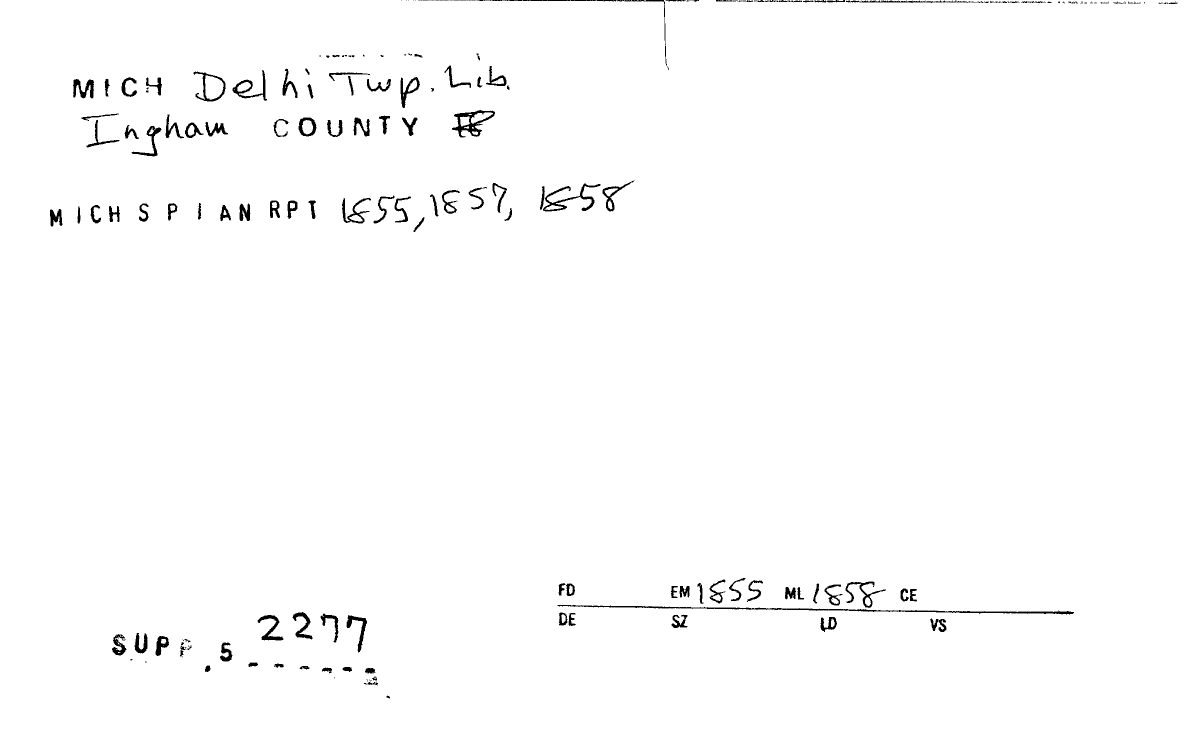 MICH Delhi Twp. Lib.
Ingham COUNTY
MICH S P I AN RPT 1855, 1857, 1858
FD EM 1855 ML 1858 CE
DE SZ LD VS
SUPP. 5 2277